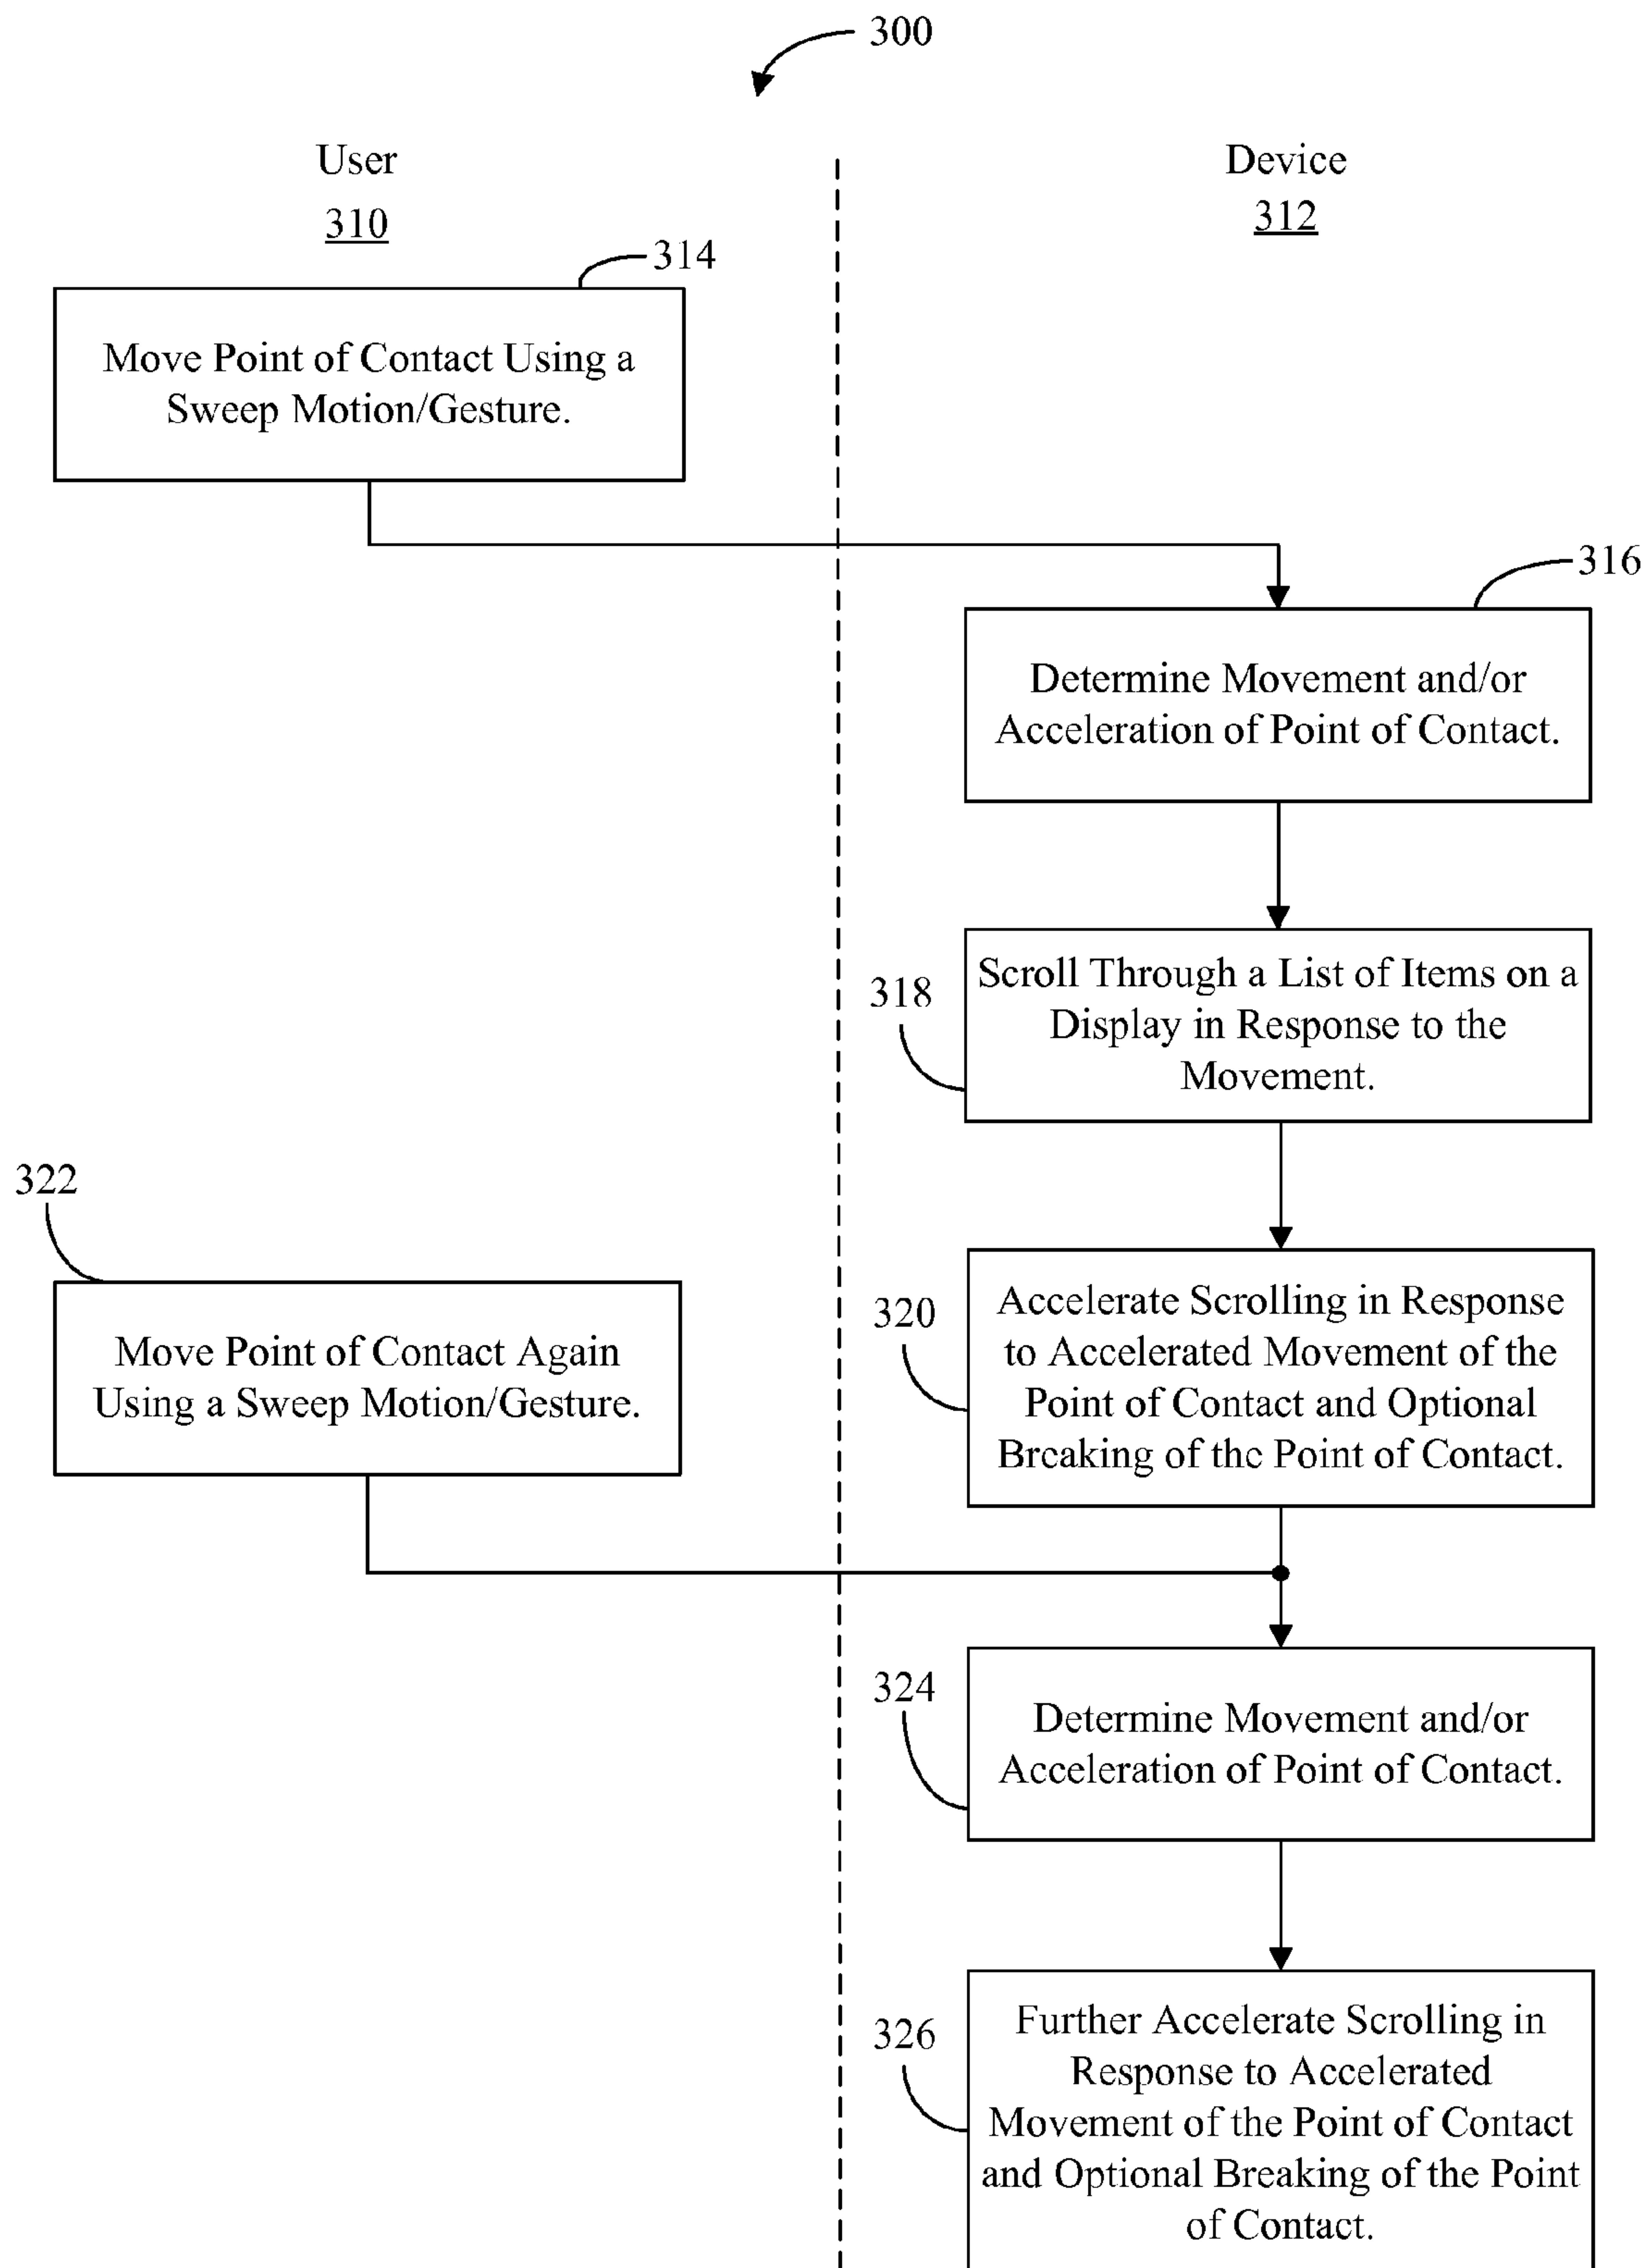 300
User
310
Device
312
314
Move Point of Contact Using a
Sweep Motion/Gesture.
316
Determine Movement and/or
Acceleration of Point of Contact.
318
Scroll Through a List of Items on a
Display in Response to the
Movement.
322
Move Point of Contact Again
Using a Sweep Motion/Gesture.
320
Accelerate Scrolling in Response
to Accelerated Movement of the
Point of Contact and Optional
Breaking of the Point of Contact.
324
Determine Movement and/or
Acceleration of Point of Contact.
326
Further Accelerate Scrolling in
Response to Accelerated
Movement of the Point of Contact
and Optional Breaking of the Point
of Contact.